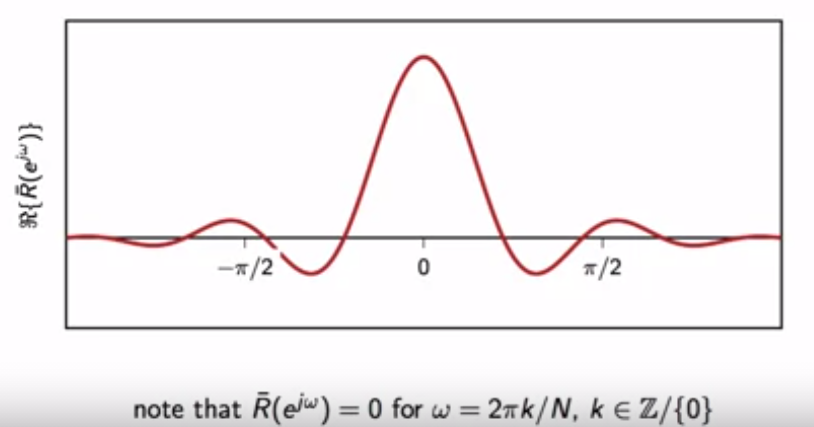 ℜ{R̄(e^{jω})}
−π/2 0 π/2
note that R̄(e^{jω}) = 0 for ω = 2πk/N, k ∈ ℤ/{0}